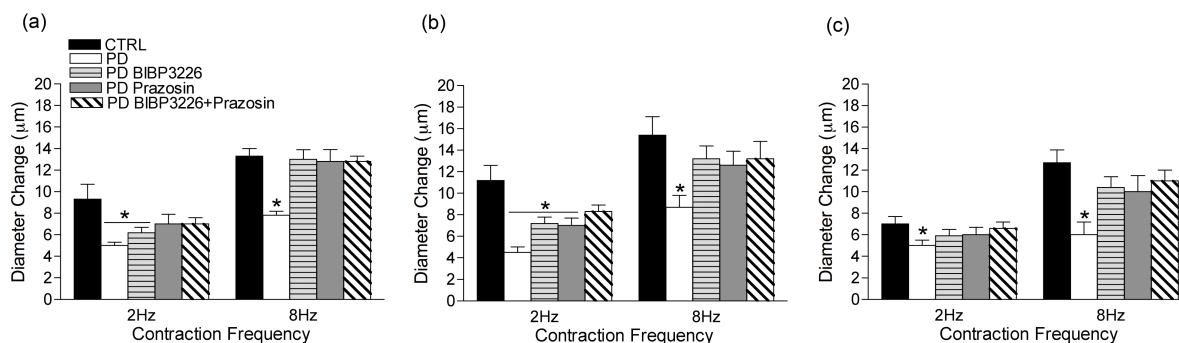 (a)
CTRL
PD
PD BIBP3226
PD Prazosin
PD BIBP3226+Prazosin
Diameter Change (μm)
20
18
16
14
12
10
8
6
4
2
0
*
*
2Hz
8Hz
Contraction Frequency
(b)
Diameter Change (μm)
20
18
16
14
12
10
8
6
4
2
0
*
*
2Hz
8Hz
Contraction Frequency
(c)
Diameter Change (μm)
20
18
16
14
12
10
8
6
4
2
0
*
*
2Hz
8Hz
Contraction Frequency